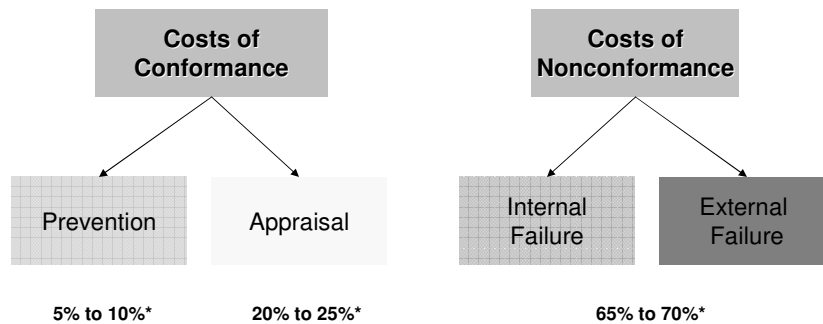 Costs of
Conformance
Costs of
Nonconformance
Prevention
Appraisal
Internal
Failure
External
Failure
5% to 10%*
20% to 25%*
65% to 70%*